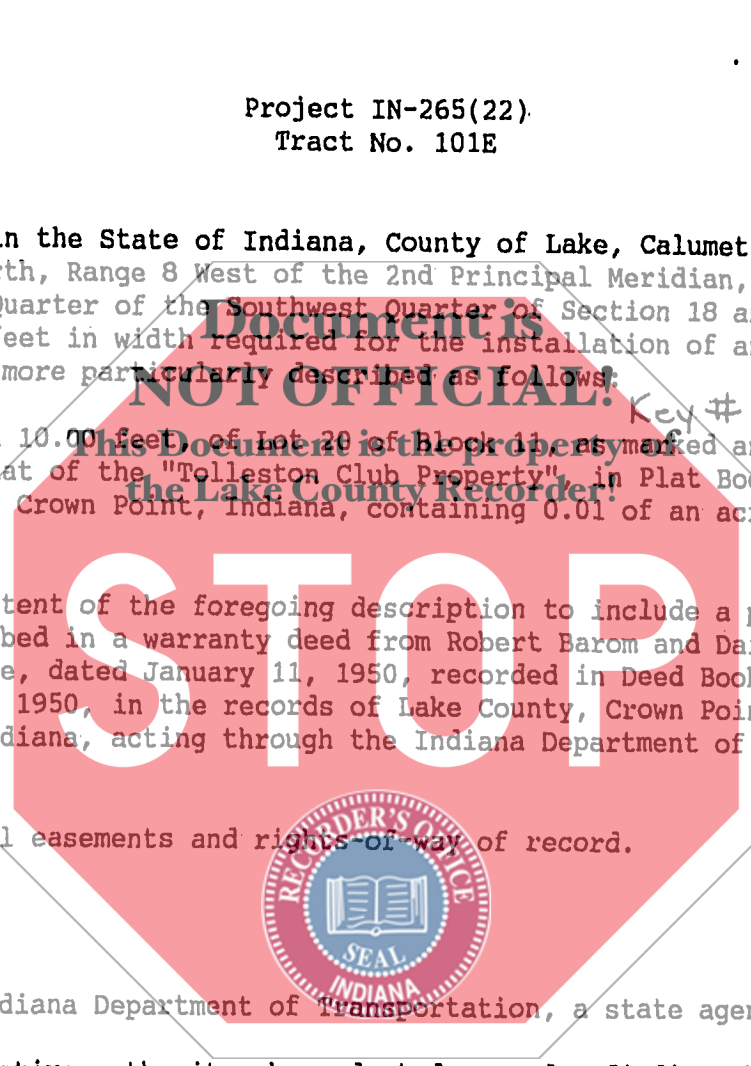 Project IN-265(22)
Tract No. 101E
in the State of Indiana, County of Lake, Calumet
rth, Range 8 West of the 2nd Principal Meridian,
Quarter of the Southwest Quarter of Section 18 a
feet in width required for the installation of a
more particularly described as follows:
Key #
10.00 feet, of Lot 20 of Block 11, as marked a
at of the "Tolleston Club Property", in Plat Boo
Crown Point, Indiana, containing 0.01 of an ac
tent of the foregoing description to include a p
bed in a warranty deed from Robert Barom and Dai
e, dated January 11, 1950, recorded in Deed Book
1950, in the records of Lake County, Crown Poin
diana, acting through the Indiana Department of
l easements and rights-of-way of record.
diana Department of Transportation, a state agen
Document is
NOT OFFICIAL!
This Document is the property of
the Lake County Recorder!
STOP
RECORDER'S OFFICE
SEAL
INDIANA